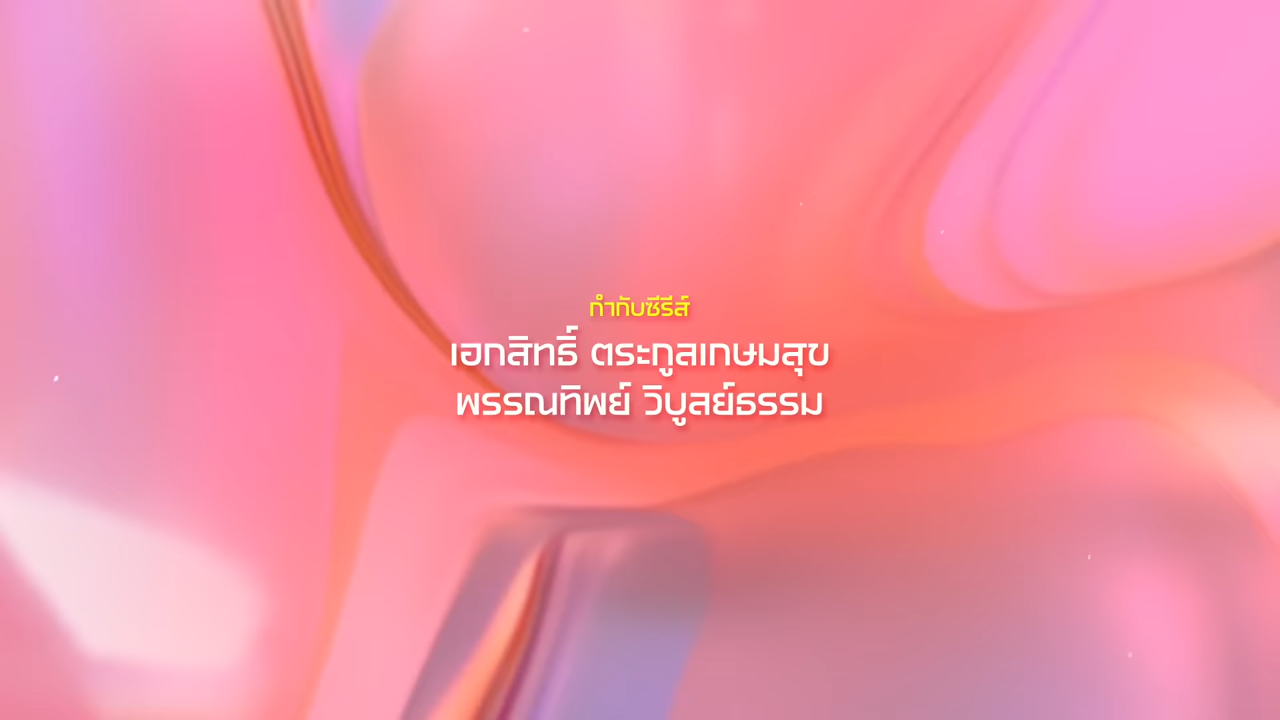 กำกับซีรีส์
เอกสิทธิ์ ตระกูลเกษมสุข
พรรณทิพย์ วิบูลย์ธรรม